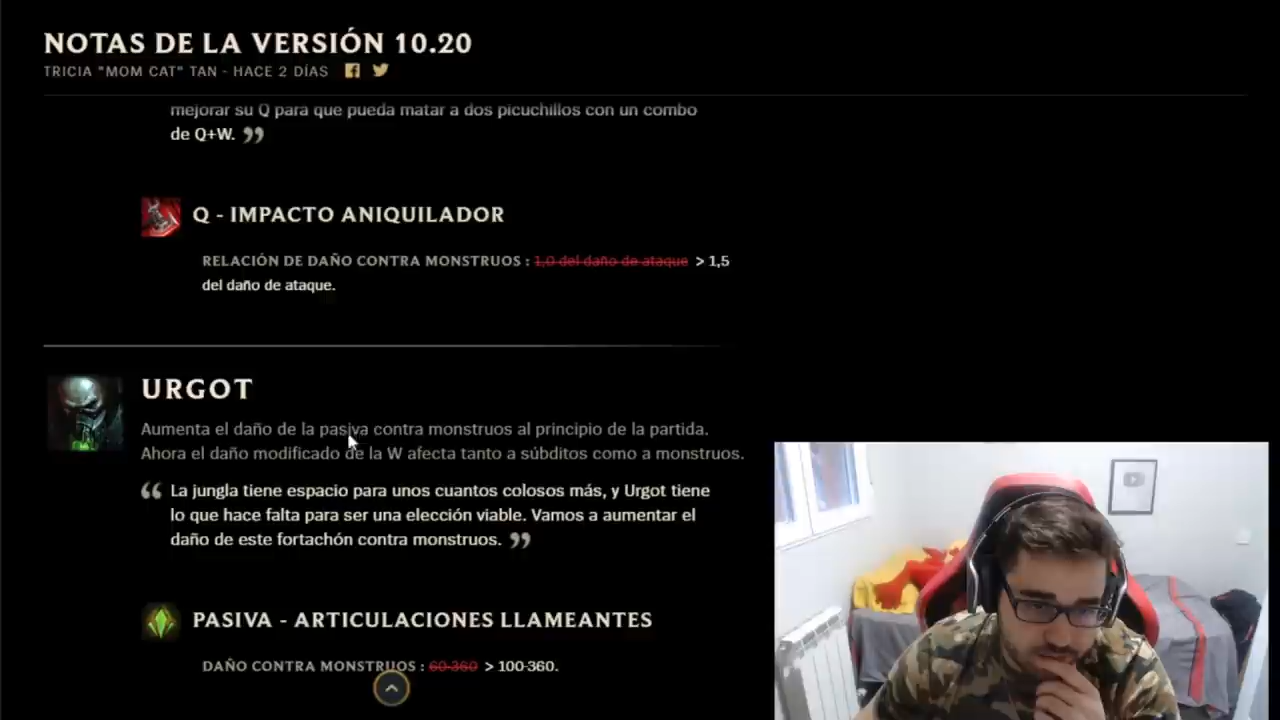 NOTAS DE LA VERSIÓN 10.20
TRICIA "MOM CAT" TAN - HACE 2 DÍAS
mejorar su Q para que pueda matar a dos picuchillos con un combo
de Q+W. ”
Q - IMPACTO ANIQUILADOR
RELACIÓN DE DAÑO CONTRA MONSTRUOS : 1,0 del daño de ataque > 1,5
del daño de ataque.
URGOT
Aumenta el daño de la pasiva contra monstruos al principio de la partida.
Ahora el daño modificado de la W afecta tanto a súbditos como a monstruos.
“ La jungla tiene espacio para unos cuantos colosos más, y Urgot tiene
lo que hace falta para ser una elección viable. Vamos a aumentar el
daño de este fortachón contra monstruos. ”
PASIVA - ARTICULACIONES LLAMEANTES
DAÑO CONTRA MONSTRUOS : 60-360 > 100-360.